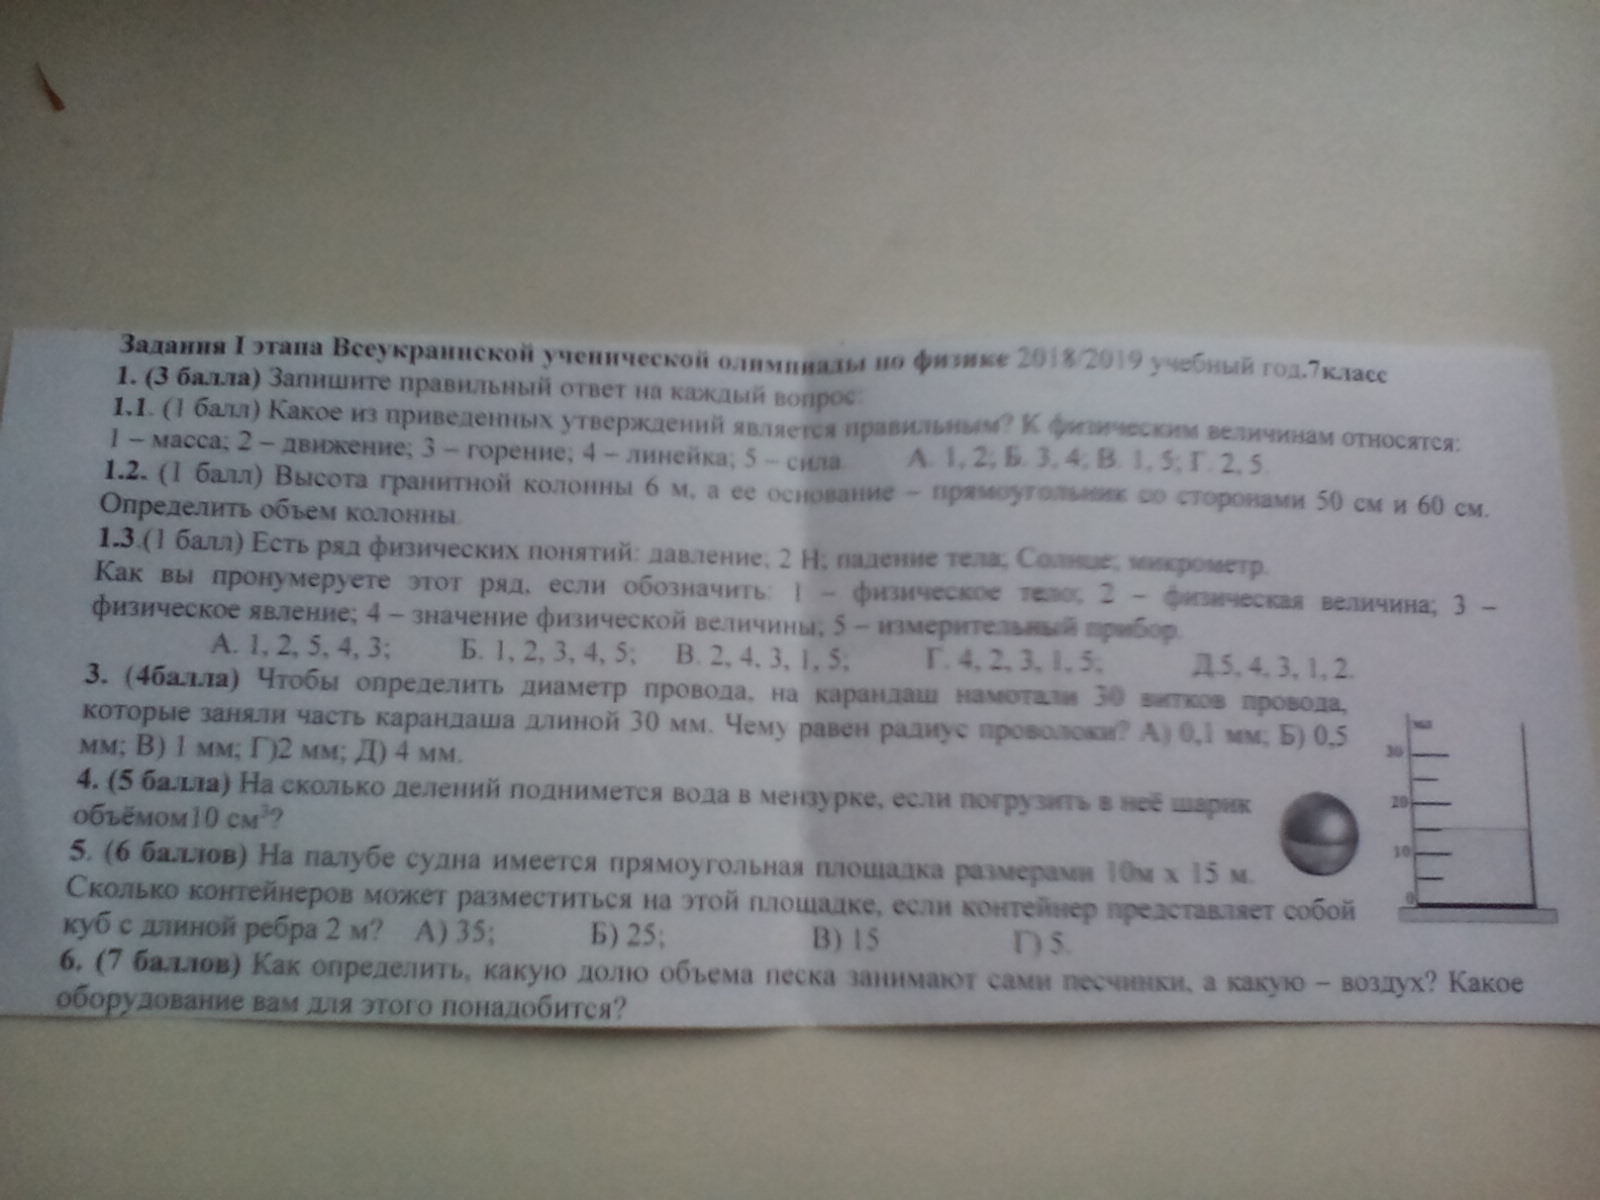 Задания I этапа Всеукраинской ученической олимпиады по физике 2018/2019 учебный год.7класс
1. (3 балла) Запишите правильный ответ на каждый вопрос:
1.1. (1 балл) Какое из приведенных утверждений является правильным? К физическим величинам относятся:
1 – масса; 2 – движение; 3 – горение; 4 – линейка; 5 – сила. А. 1, 2; Б. 3, 4; В. 1, 5; Г. 2, 5.
1.2. (1 балл) Высота гранитной колонны 6 м, а ее основание – прямоугольник со сторонами 50 см и 60 см.
Определить объем колонны.
1.3.(1 балл) Есть ряд физических понятий: давление; 2 Н; падение тела; Солнце; микрометр.
Как вы пронумеруете этот ряд, если обозначить: 1 – физическое тело; 2 – физическая величина; 3 –
физическое явление; 4 – значение физической величины; 5 – измерительный прибор.
А. 1, 2, 5, 4, 3; Б. 1, 2, 3, 4, 5; В. 2, 4, 3, 1, 5; Г. 4, 2, 3, 1, 5; Д.5, 4, 3, 1, 2.
3. (4балла) Чтобы определить диаметр провода, на карандаш намотали 30 витков провода,
которые заняли часть карандаша длиной 30 мм. Чему равен радиус проволоки? А) 0,1 мм; Б) 0,5
мм; В) 1 мм; Г)2 мм; Д) 4 мм.
4. (5 балла) На сколько делений поднимется вода в мензурке, если погрузить в неё шарик
объёмом10 см³?
5. (6 баллов) На палубе судна имеется прямоугольная площадка размерами 10м х 15 м.
Сколько контейнеров может разместиться на этой площадке, если контейнер представляет собой
куб с длиной ребра 2 м? А) 35; Б) 25; В) 15 Г) 5.
6. (7 баллов) Как определить, какую долю объема песка занимают сами песчинки, а какую – воздух? Какое
оборудование вам для этого понадобится?
мл
30
20
10
0